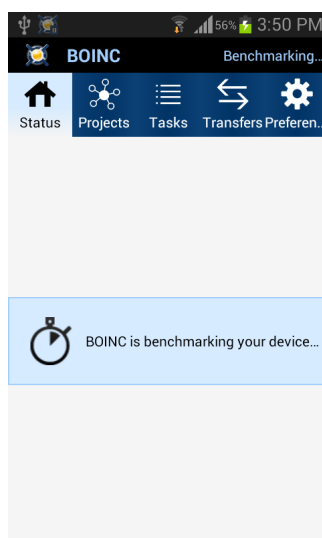 56% 3:50 PM
BOINC Benchmarking...
Status Projects Tasks Transfers Preferen...
BOINC is benchmarking your device...